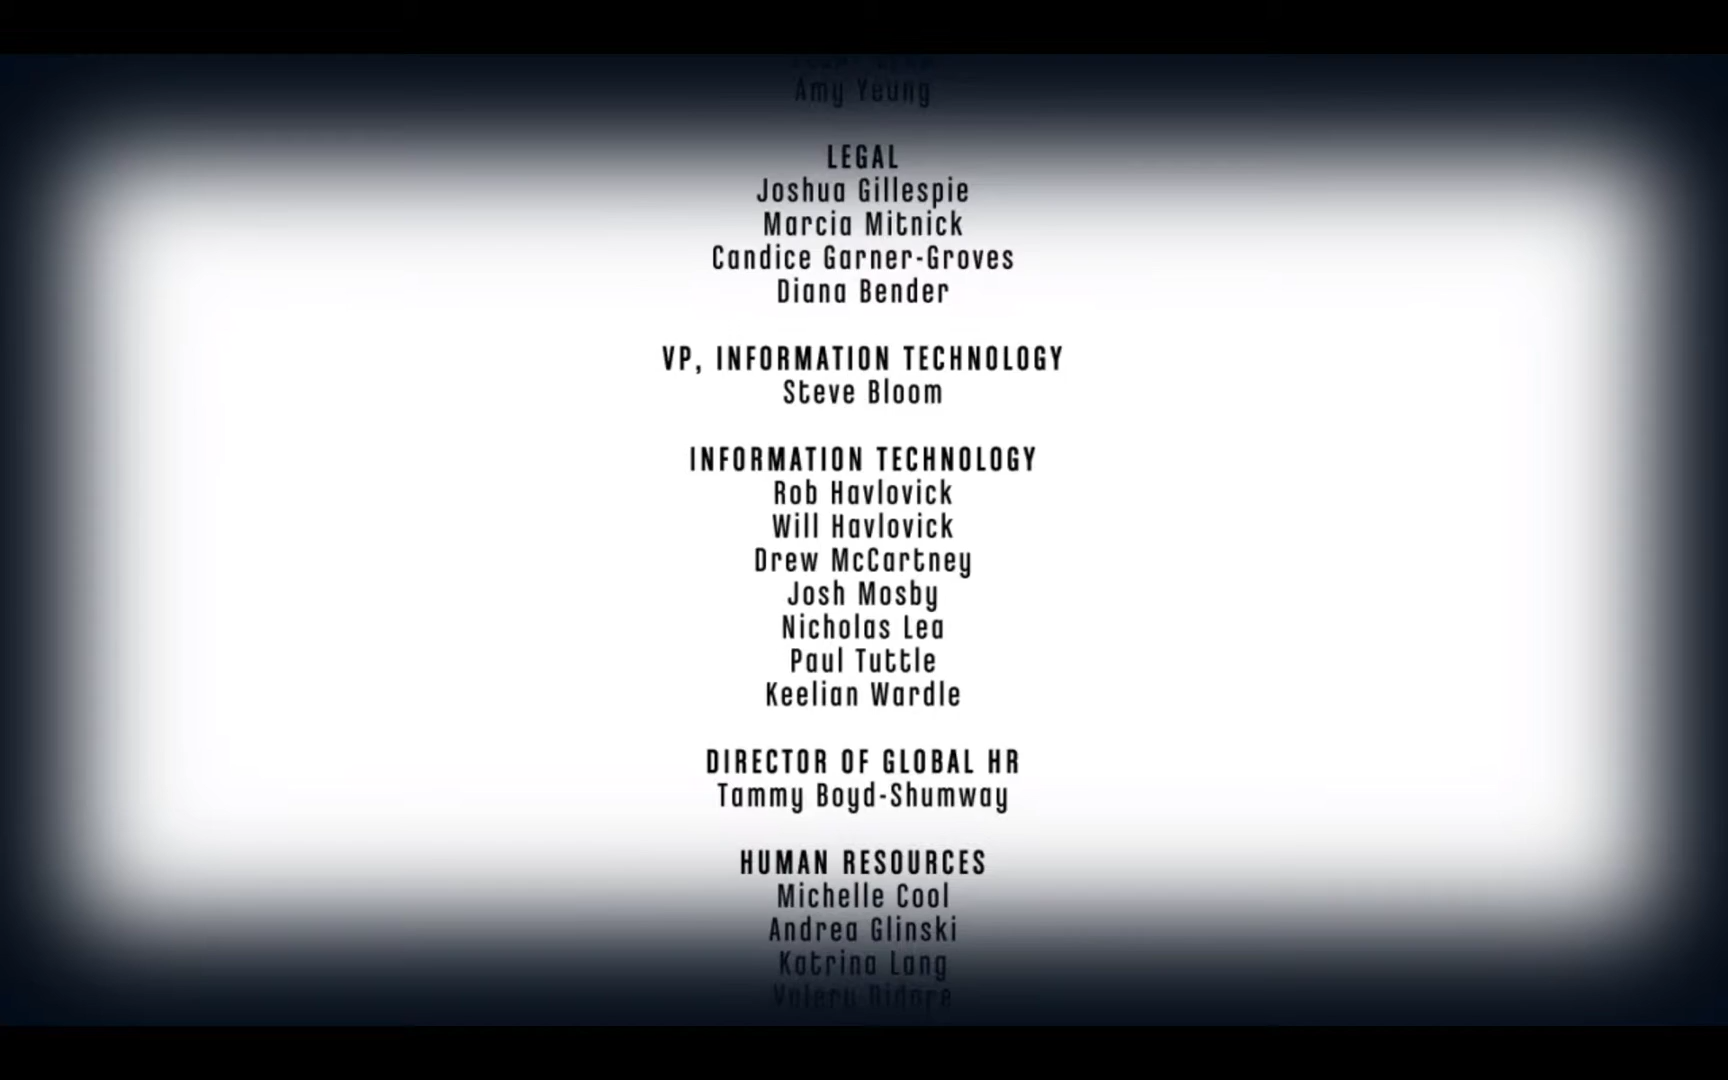 Amy Yeung
LEGAL
Joshua Gillespie
Marcia Mitnick
Candice Garner-Groves
Diana Bender
VP, INFORMATION TECHNOLOGY
Steve Bloom
INFORMATION TECHNOLOGY
Rob Havlovick
Will Havlovick
Drew McCartney
Josh Mosby
Nicholas Lea
Paul Tuttle
Keelian Wardle
DIRECTOR OF GLOBAL HR
Tammy Boyd-Shumway
HUMAN RESOURCES
Michelle Cool
Andrea Glinski
Katrina Lang